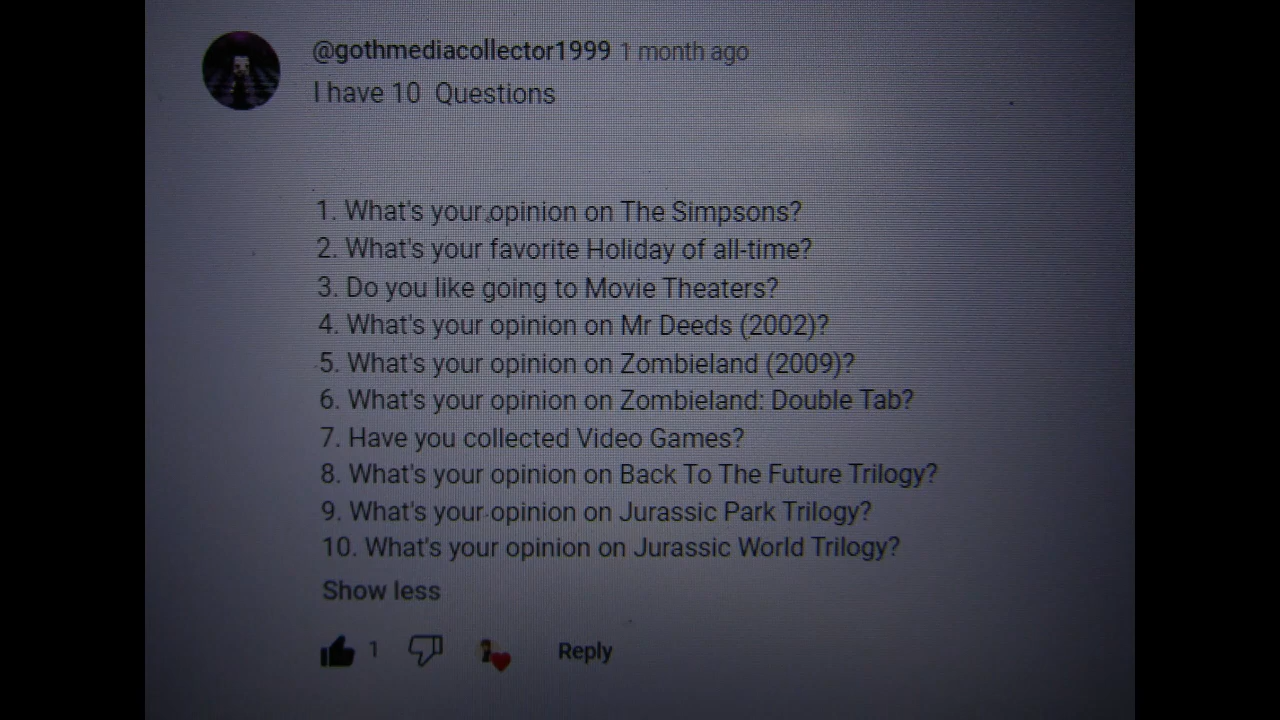 @gothmediacollector1999 1 month ago
I have 10 Questions
1. What's your opinion on The Simpsons?
2. What's your favorite Holiday of all-time?
3. Do you like going to Movie Theaters?
4. What's your opinion on Mr Deeds (2002)?
5. What's your opinion on Zombieland (2009)?
6. What's your opinion on Zombieland: Double Tab?
7. Have you collected Video Games?
8. What's your opinion on Back To The Future Trilogy?
9. What's your opinion on Jurassic Park Trilogy?
10. What's your opinion on Jurassic World Trilogy?
Show less
1 Reply